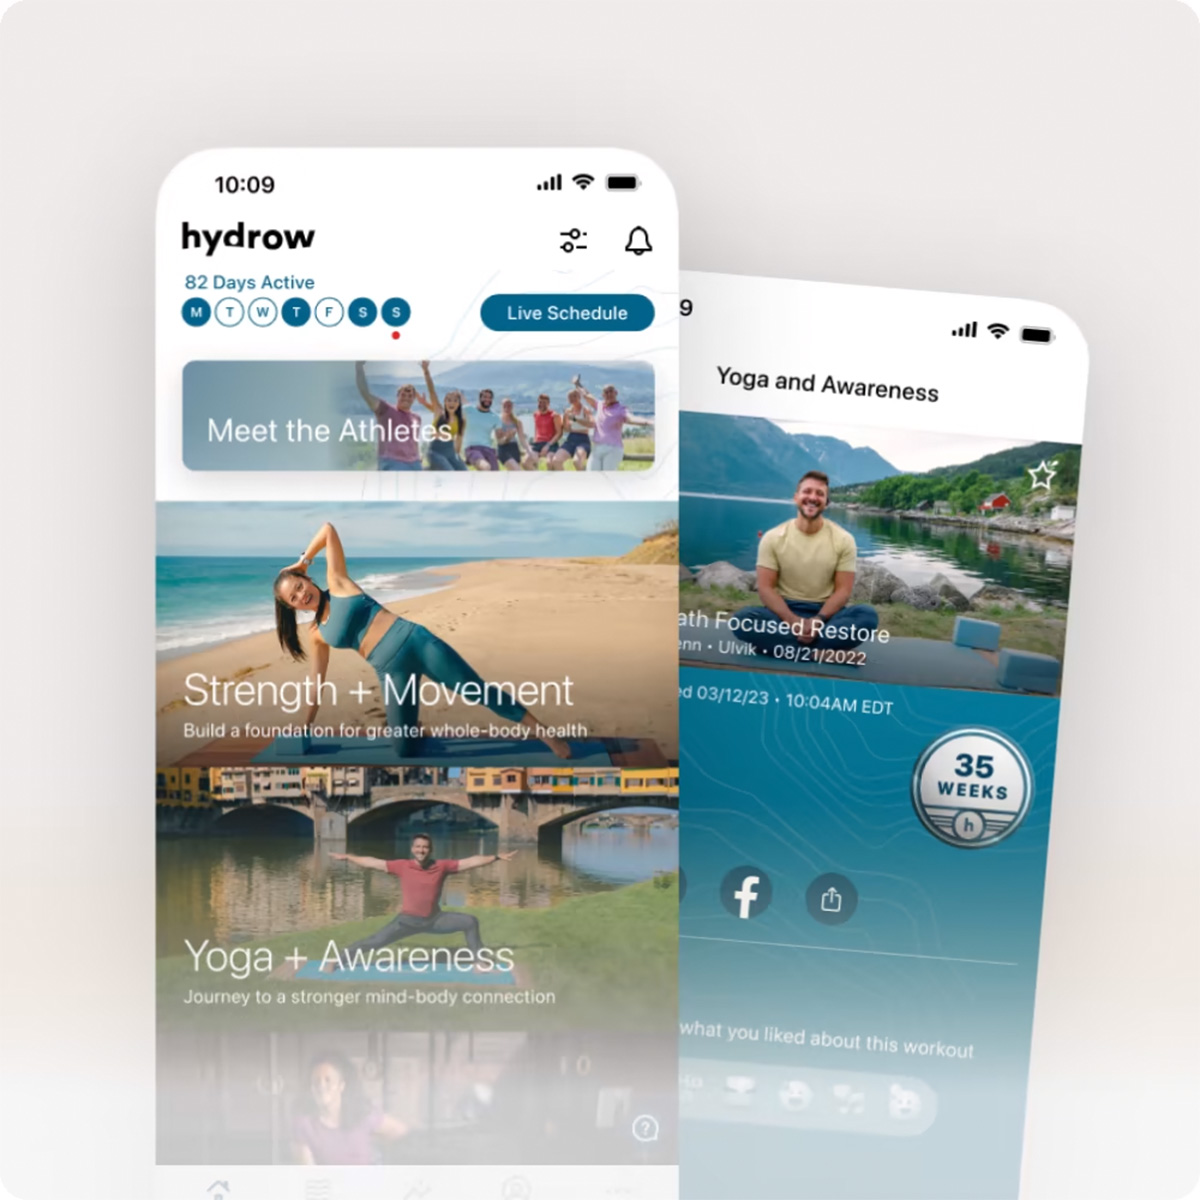 10:09
hydrow
82 Days Active
M T W T F S S
Live Schedule
Meet the Athletes
Strength + Movement
Build a foundation for greater whole-body health
Yoga + Awareness
Journey to a stronger mind-body connection
9
Yoga and Awareness
ath Focused Restore
enn • Ulvik • 08/21/2022
ed 03/12/23 • 10:04AM EDT
35
WEEKS
h
what you liked about this workout